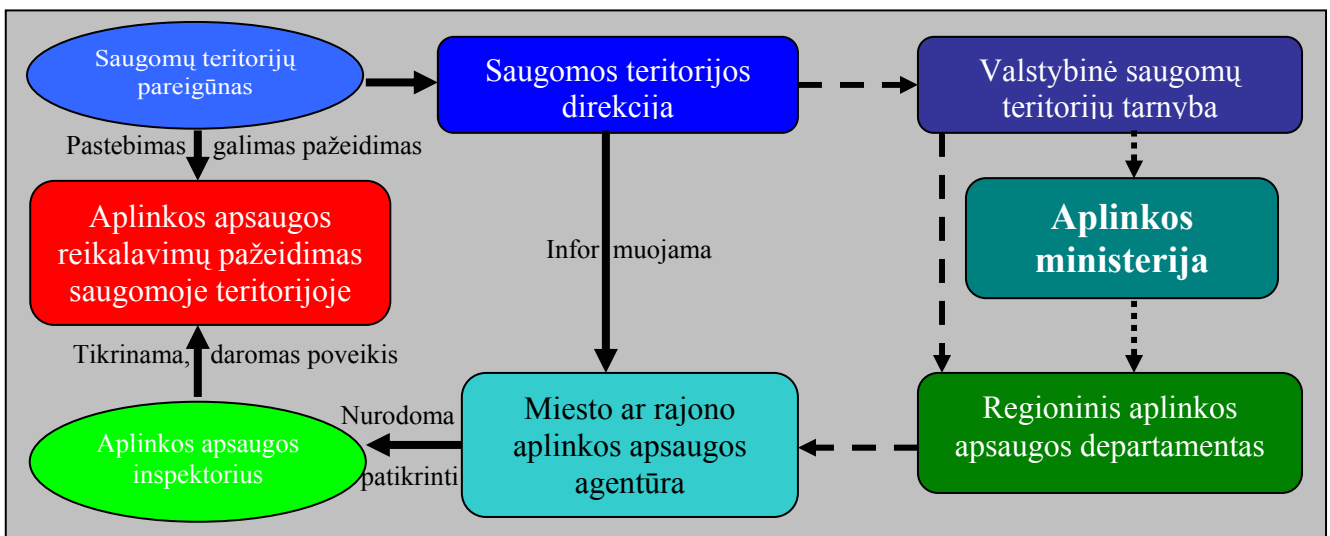 Saugomų teritorijų
pareigūnas
Saugomos teritorijos
direkcija
Valstybinė saugomų
teritorijų tarnyba
Pastebimas galimas pažeidimas
Aplinkos apsaugos
reikalavimų pažeidimas
saugomoje teritorijoje
Infor muojama
Aplinkos
ministerija
Tikrinama, daromas poveikis
Aplinkos apsaugos
inspektorius
Nurodoma
patikrinti
Miesto ar rajono
aplinkos apsaugos
agentūra
Regioninis aplinkos
apsaugos departamentas